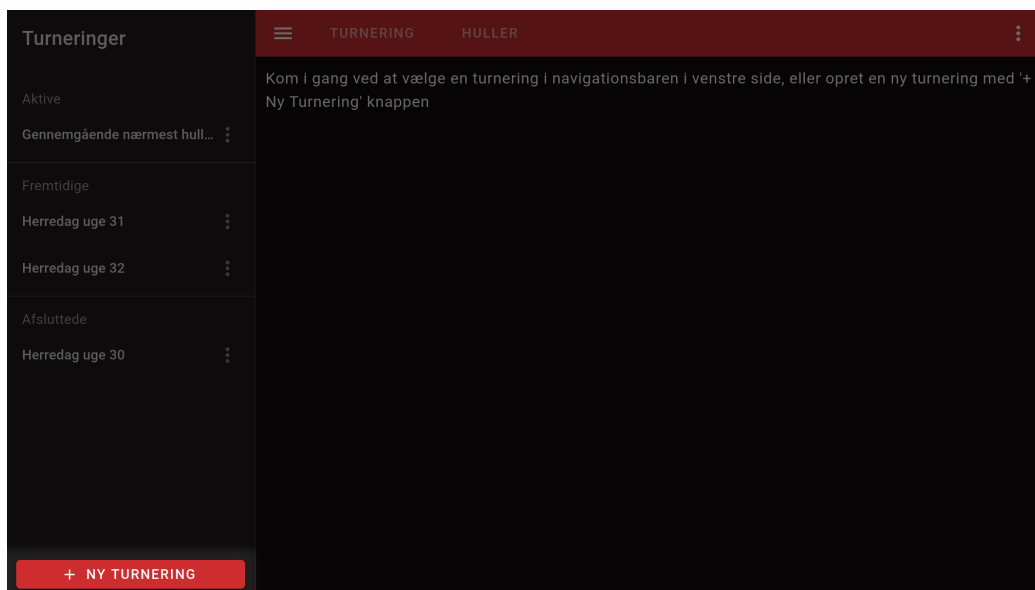 Turneringer
Aktive
Gennemgående nærmest hull...
Fremtidige
Herredag uge 31
Herredag uge 32
Afsluttede
Herredag uge 30
+ NY TURNERING
TURNERING HULLER
Kom i gang ved at vælge en turnering i navigationsbaren i venstre side, eller opret en ny turnering med '+
Ny Turnering' knappen